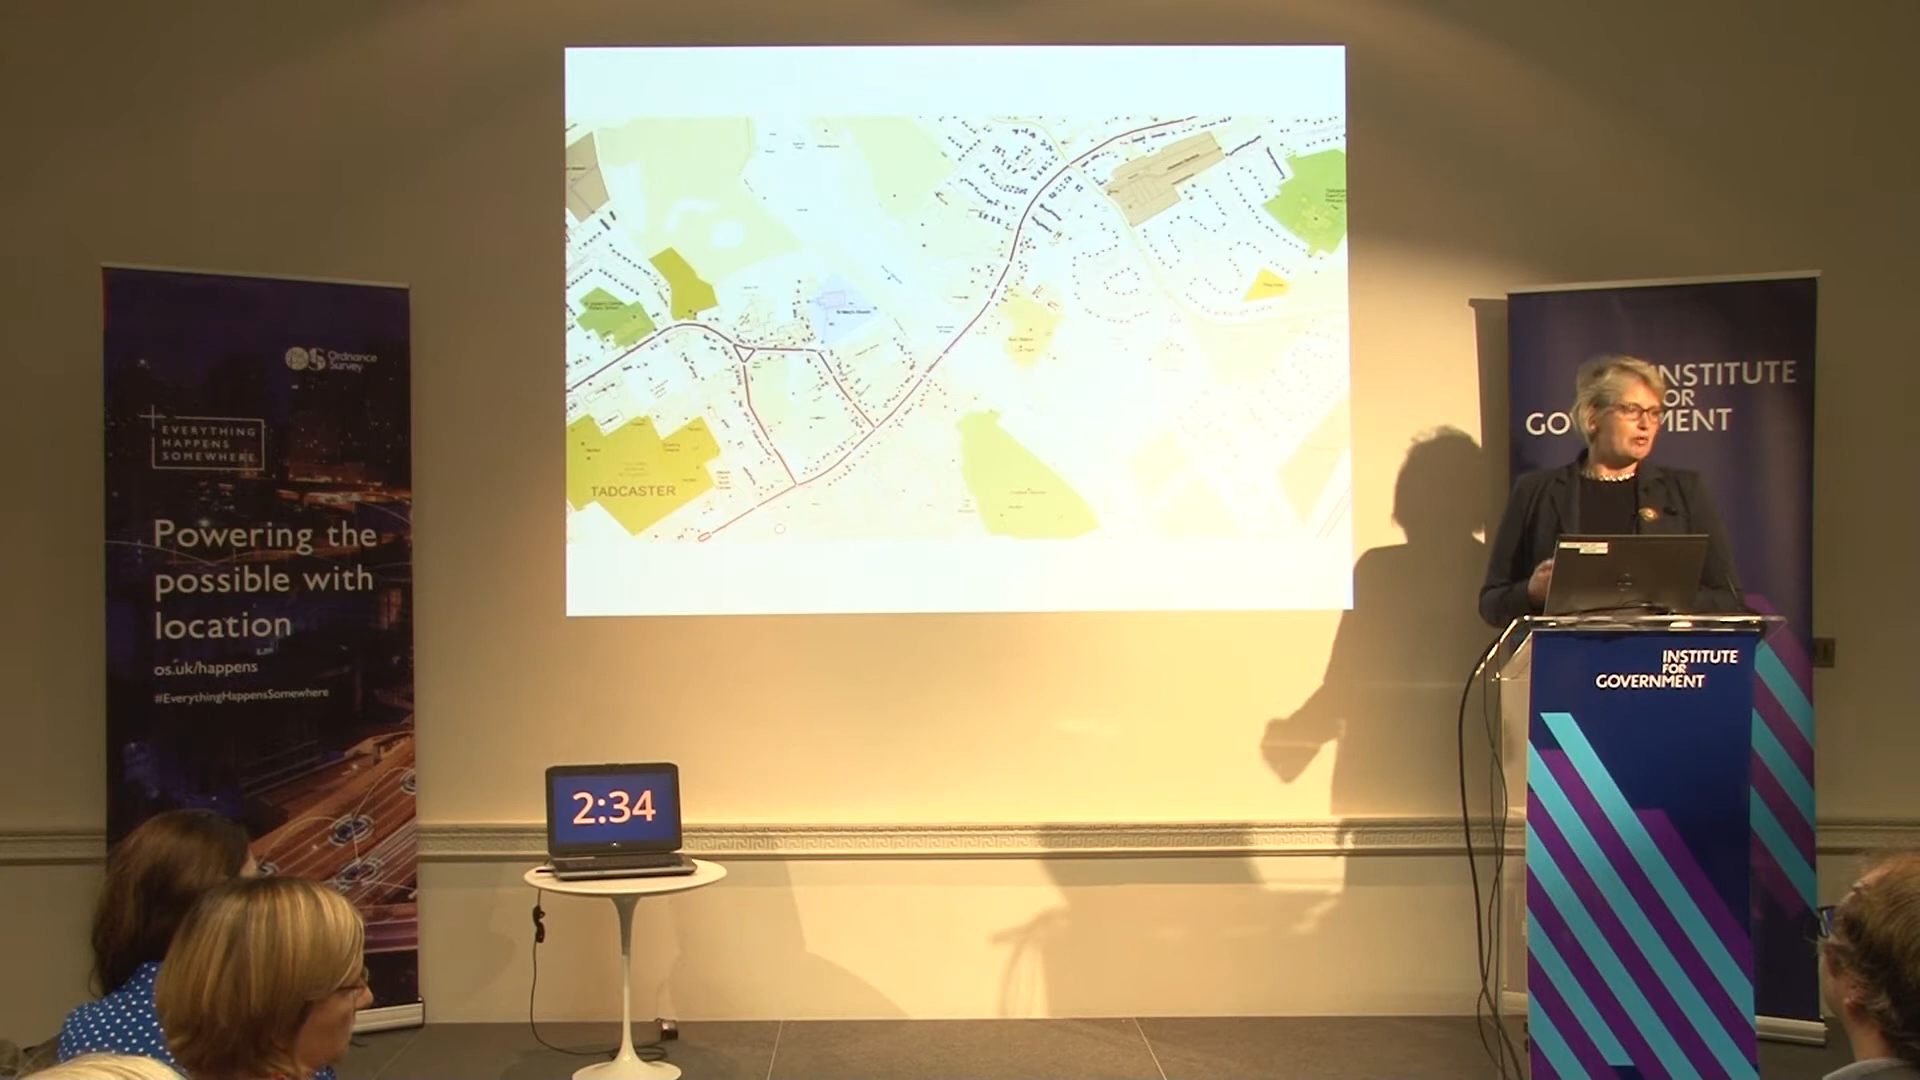 Ordnance
Survey
EVERYTHING
HAPPENS
SOMEWHERE
Powering the
possible with
location
os.uk/happens
#EverythingHappensSomewhere
TADCASTER
2:34
INSTITUTE
FOR
GOVERNMENT
INSTITUTE
FOR
GOVERNMENT